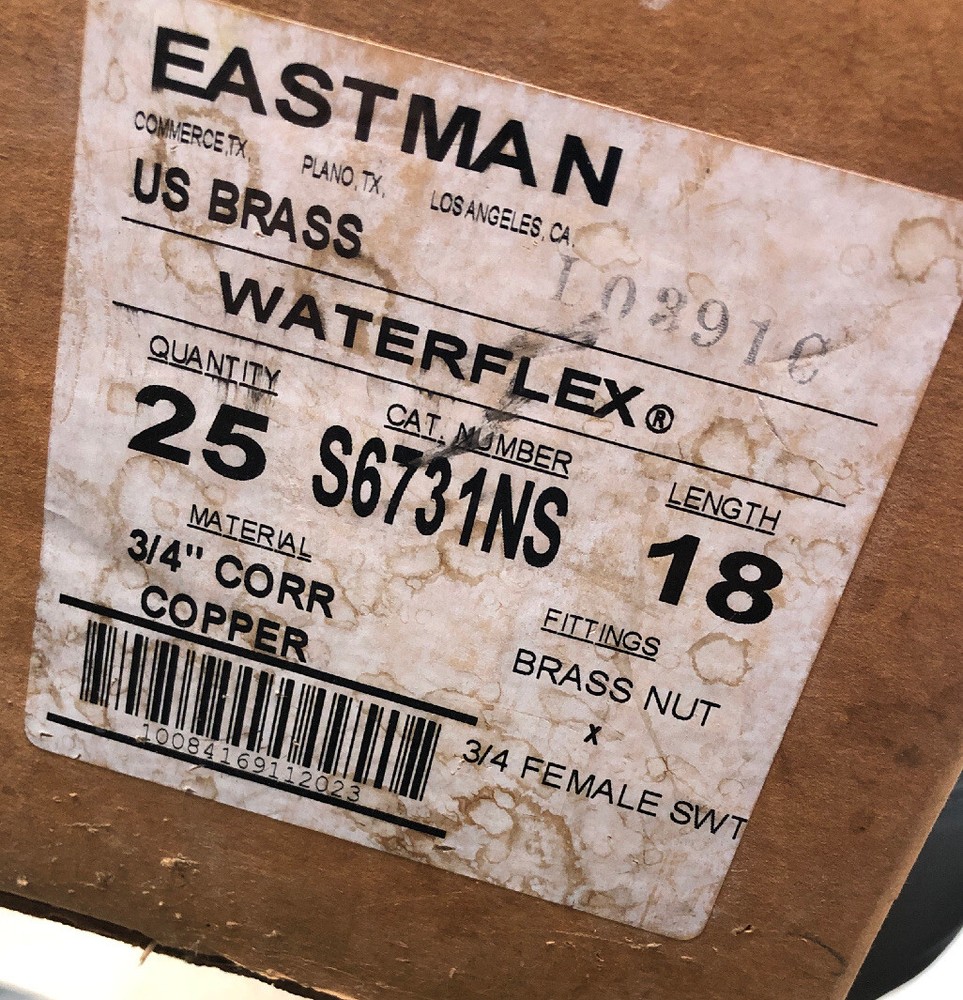 EASTMAN
COMMERCE,TX, PLANO, TX, LOS ANGELES, CA,
US BRASS
WATERFLEX®
QUANTITY
25
CAT. NUMBER
S6731NS
LENGTH
18
MATERIAL
3/4" CORR
COPPER
FITTINGS
BRASS NUT
x
3/4 FEMALE SWT
10084169112023